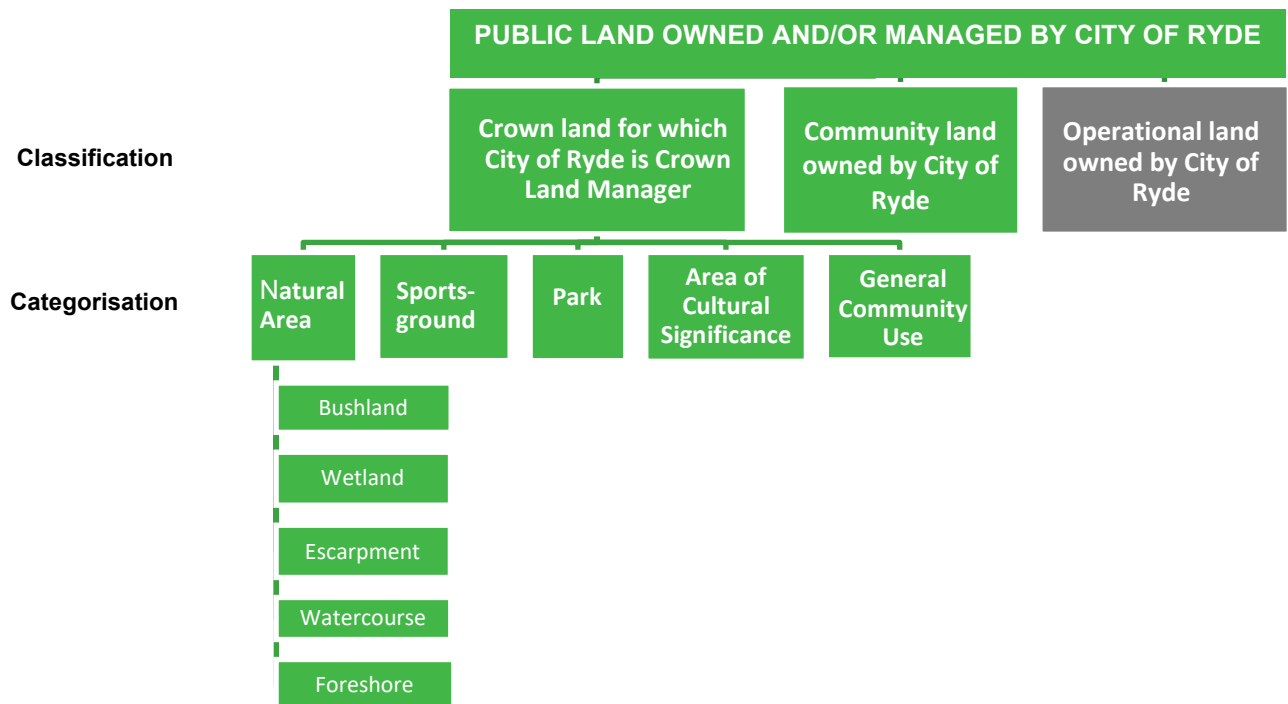 PUBLIC LAND OWNED AND/OR MANAGED BY CITY OF RYDE
Classification
Crown land for which
City of Ryde is Crown
Land Manager
Community land
owned by City of
Ryde
Operational land
owned by City of
Ryde
Categorisation
Natural
Area
Sports-
ground
Park
Area of
Cultural
Significance
General
Community
Use
Bushland
Wetland
Escarpment
Watercourse
Foreshore